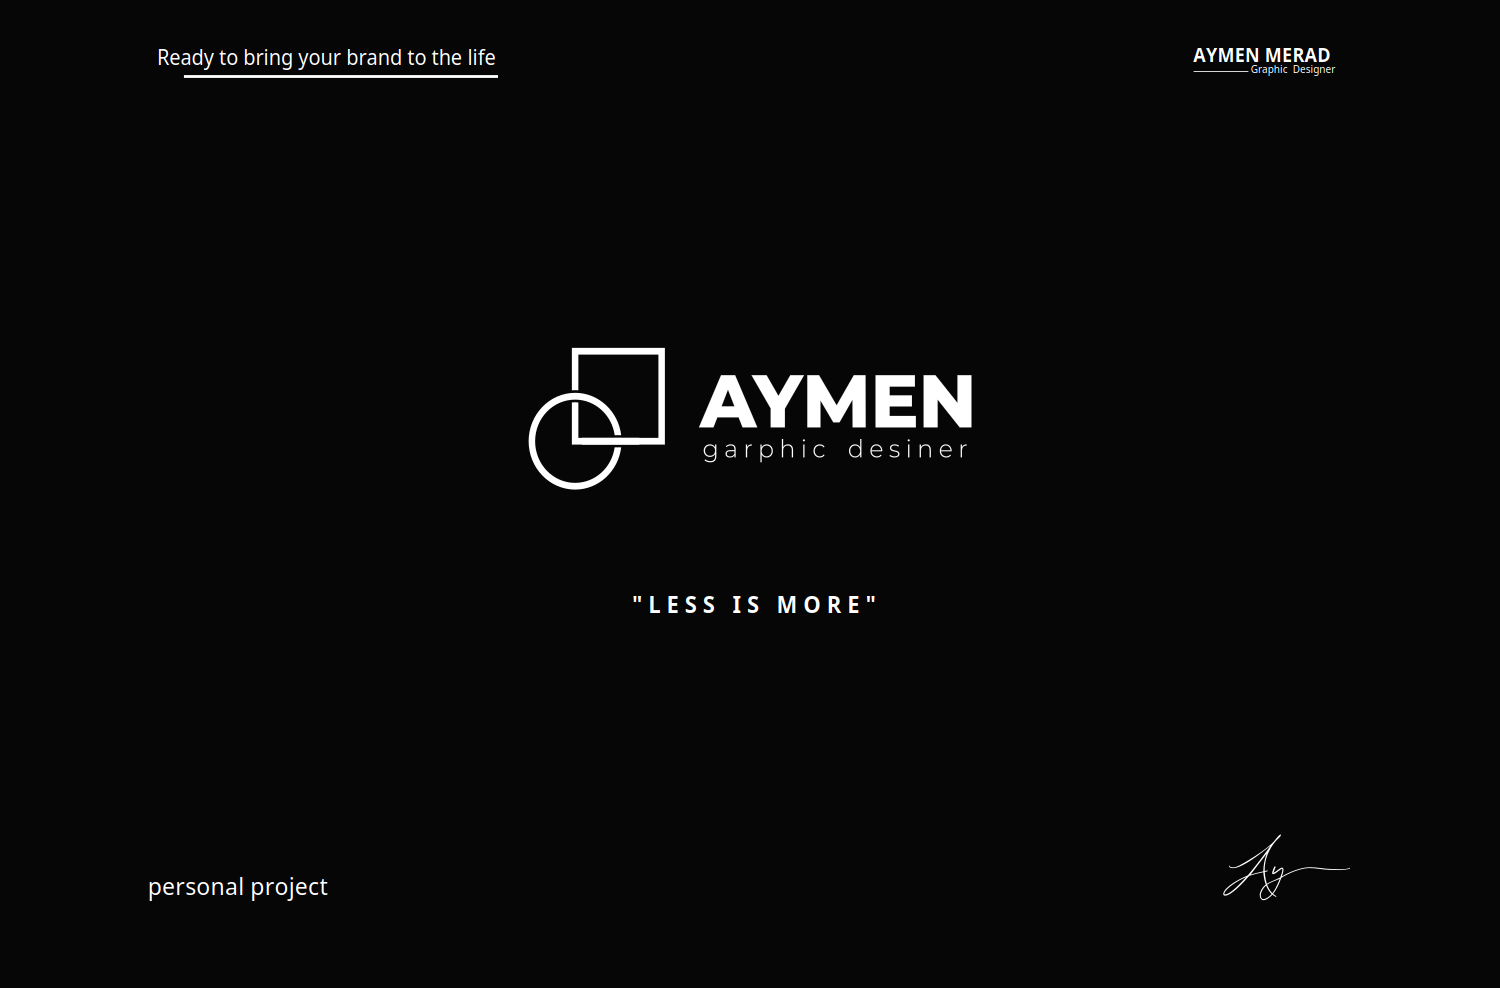 Ready to bring your brand to the life
AYMEN MERAD
Graphic Designer
AYMEN
garphic desiner
"LESS IS MORE"
personal project
Ay